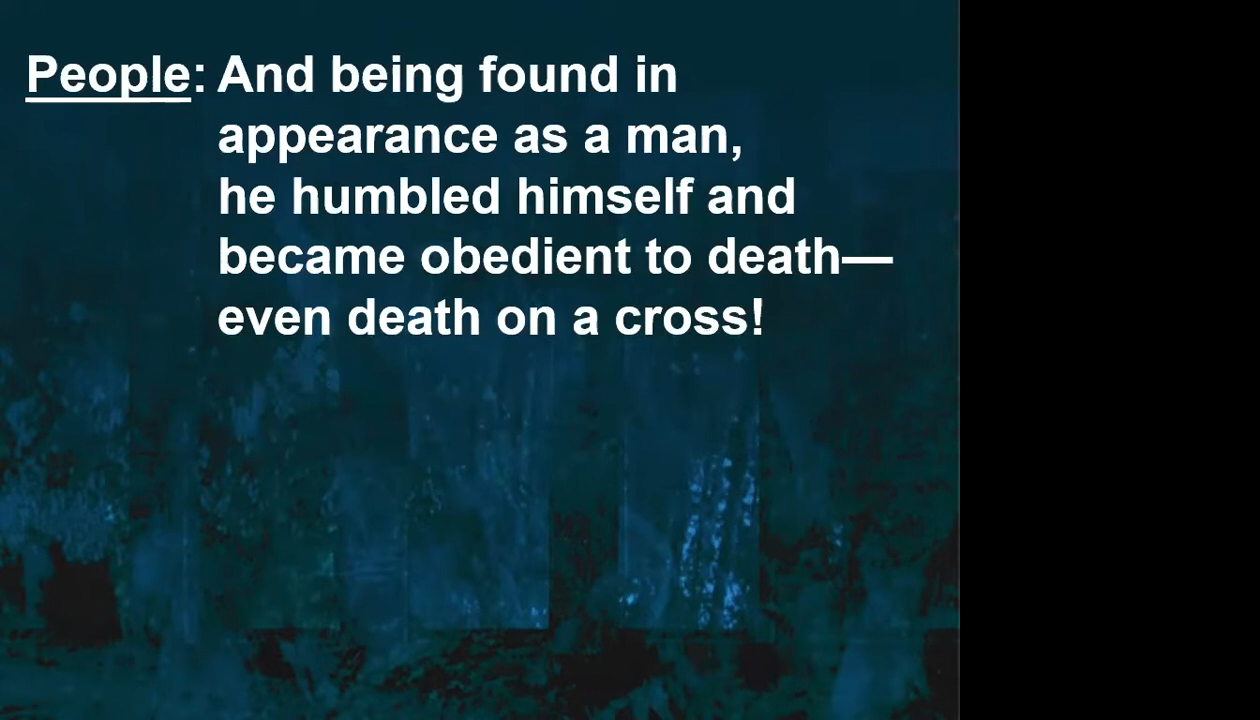 People: And being found in
appearance as a man,
he humbled himself and
became obedient to death—
even death on a cross!